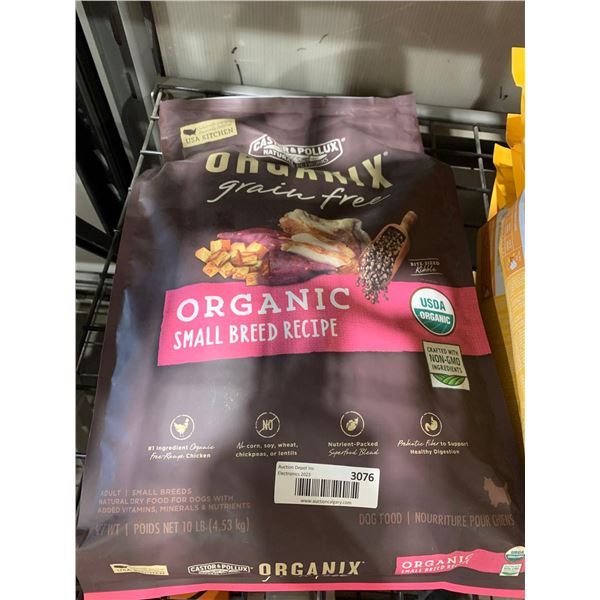 USA KITCHEN
CASTOR & POLLUX®
NATURAL
ORGANIX®
grain free
BITE-SIZED
Kibble
ORGANIC
SMALL BREED RECIPE
USDA
ORGANIC
CRAFTED WITH
NON-GMO
INGREDIENTS
#1 Ingredient Organic
Free-Range Chicken
NO
No corn, soy, wheat,
chickpeas, or lentils
Nutrient-Packed
Superfood Blend
Prebiotic Fiber to Support
Healthy Digestion
Auction Depot Inc
Electronics 2023
3076
www.auctioncalgary.com
ADULT | SMALL BREEDS
NATURAL DRY FOOD FOR DOGS WITH
ADDED VITAMINS, MINERALS & NUTRIENTS
WT | POIDS NET 10 LB (4.53 kg)
DOG FOOD | NOURRITURE POUR CHIENS
USA KITCHEN
CASTOR & POLLUX
ORGANIX®
ORGANIC
SMALL BREED RECIPE